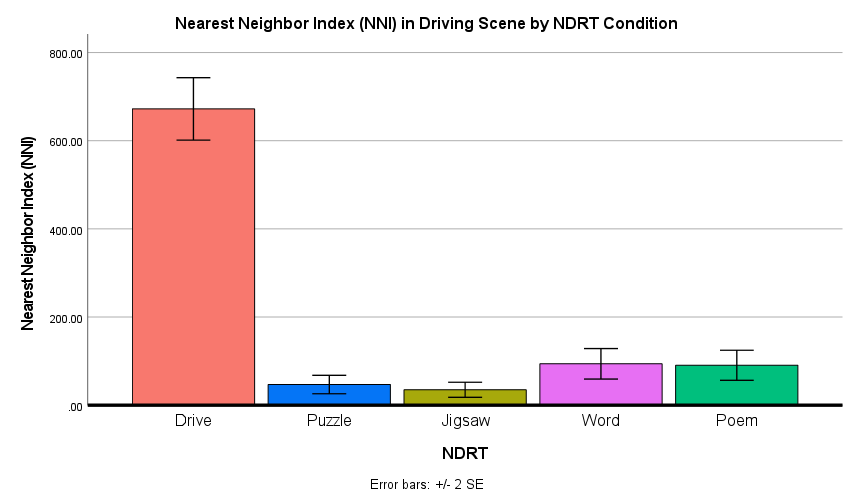 Nearest Neighbor Index (NNI) in Driving Scene by NDRT Condition
Nearest Neighbor Index (NNI)
800.00
600.00
400.00
200.00
.00
Drive Puzzle Jigsaw Word Poem
NDRT
Error bars: +/- 2 SE